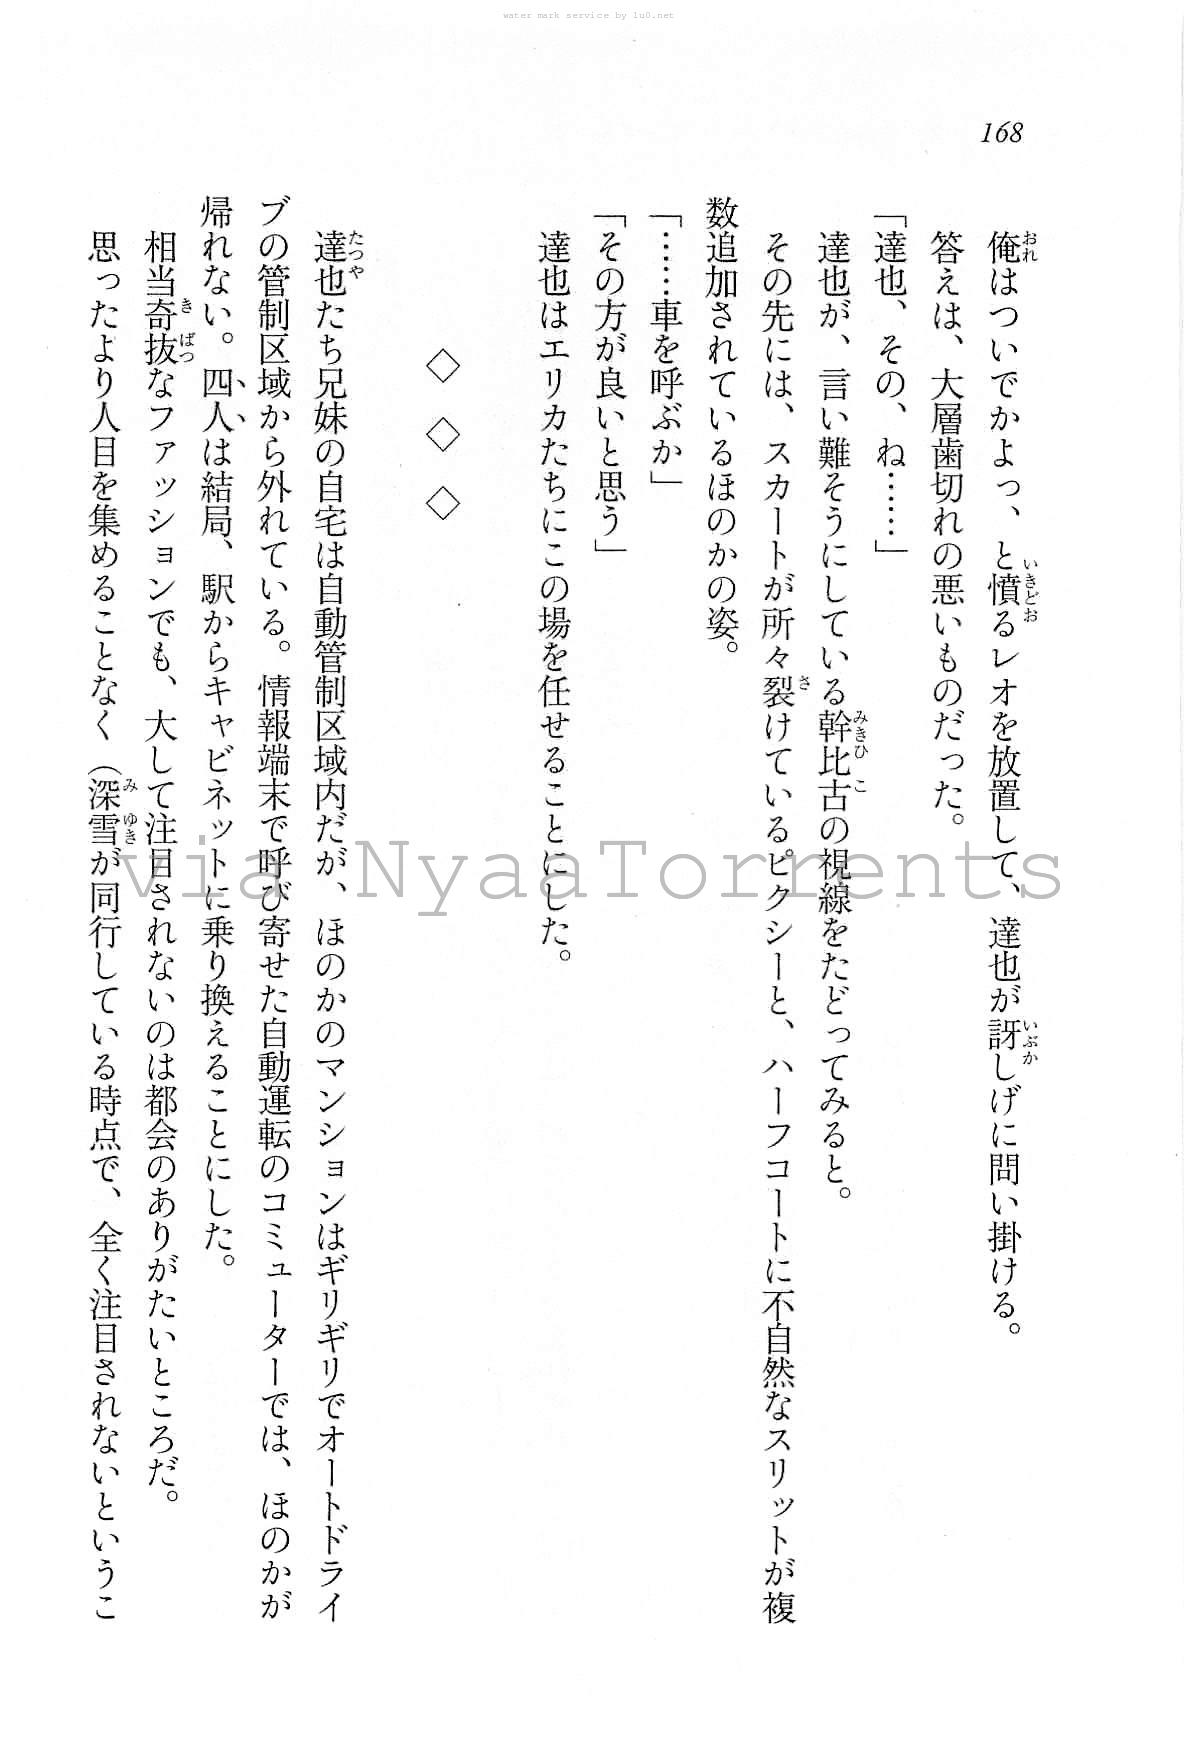 water mark service by lu0.net
168
俺はついでかよっ、と憤るレオを放置して、達也が訝しげに問い掛ける。
答えは、大層歯切れの悪いものだった。
「達也、その、ね……」
達也が、言い難そうにしている幹比古の視線をたどってみると。
その先には、スカートが所々裂けているピクシーと、ハーフコートに不自然なスリットが複
数追加されているほのかの姿。
「……車を呼ぶか」
「その方が良いと思う」
達也はエリカたちにこの場を任せることにした。
◇ ◇ ◇
達也たち兄妹の自宅は自動管制区域内だが、ほのかのマンションはギリギリでオートドライ
ブの管制区域から外れている。情報端末で呼び寄せた自動運転のコミューターでは、ほのかが
帰れない。四人は結局、駅からキャビネットに乗り換えることにした。
相当奇抜なファッションでも、大して注目されないのは都会のありがたいところだ。
思ったより人目を集めることなく（深雪が同行している時点で、全く注目されないというこ
via NyaaTorrents